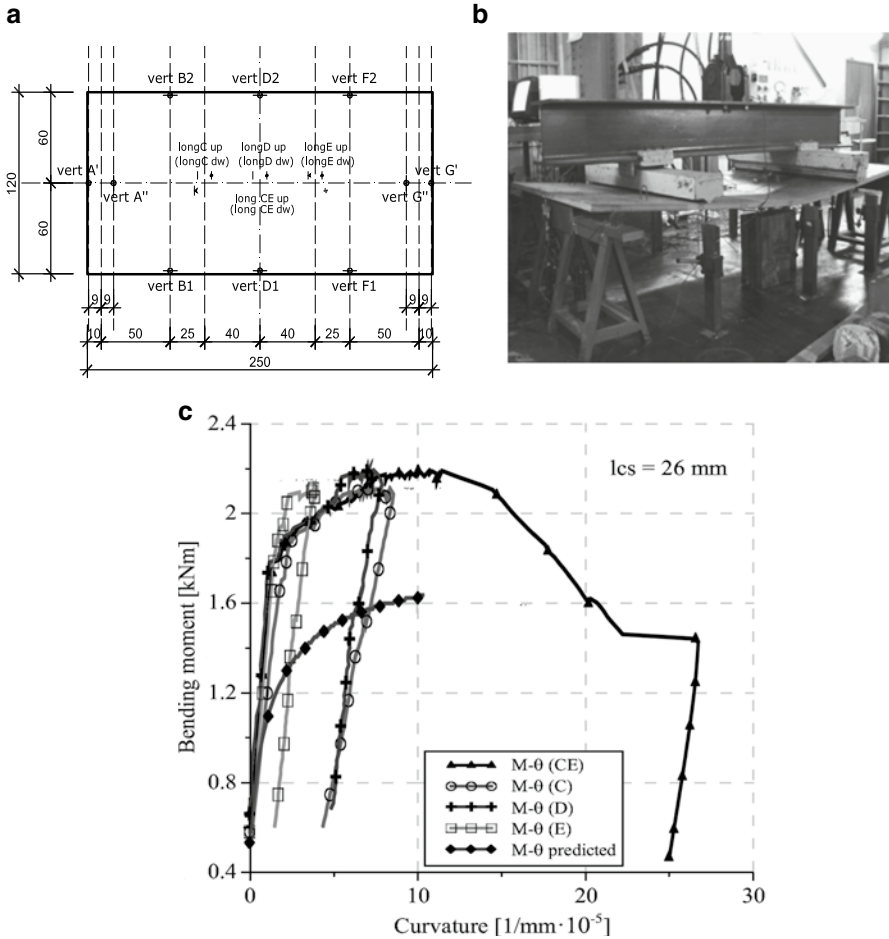 a
b
vert B2 vert D2 vert F2
longC up longD up longE up
(longC dw) (longD dw) (longE dw)
vert A' vert G'
vert A'' vert G''
long CE up
(long CE dw)
vert B1 vert D1 vert F1
60
120
60
9 9 9 9
10 50 25 40 40 25 50 10
250
c
2.4
lcs = 26 mm
2
1.6
1.2
0.8
0.4
Bending moment [kNm]
M-θ (CE)
M-θ (C)
M-θ (D)
M-θ (E)
M-θ predicted
0 10 20 30
Curvature [1/mm·10⁻⁵]